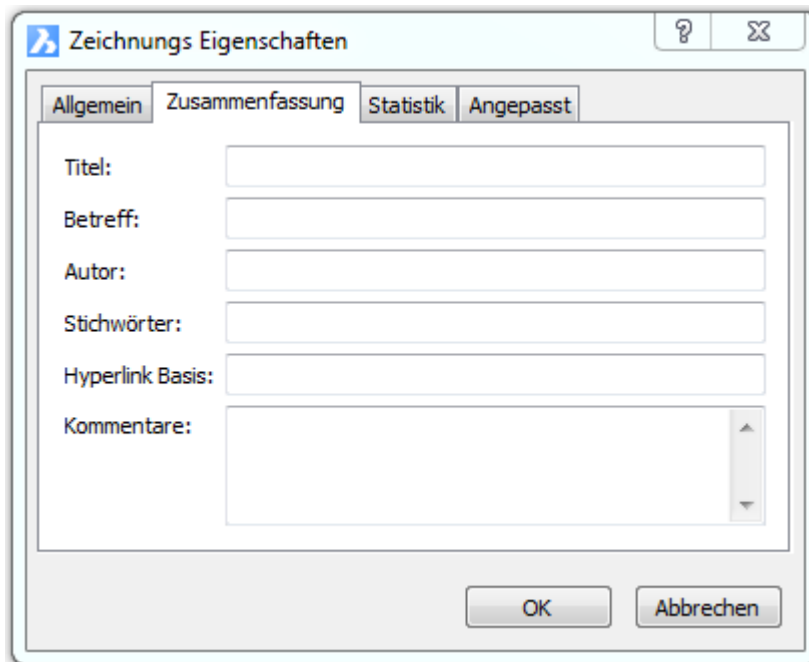 Zeichnungs Eigenschaften
Allgemein Zusammenfassung Statistik Angepasst
Titel:
Betreff:
Autor:
Stichwörter:
Hyperlink Basis:
Kommentare:
OK Abbrechen